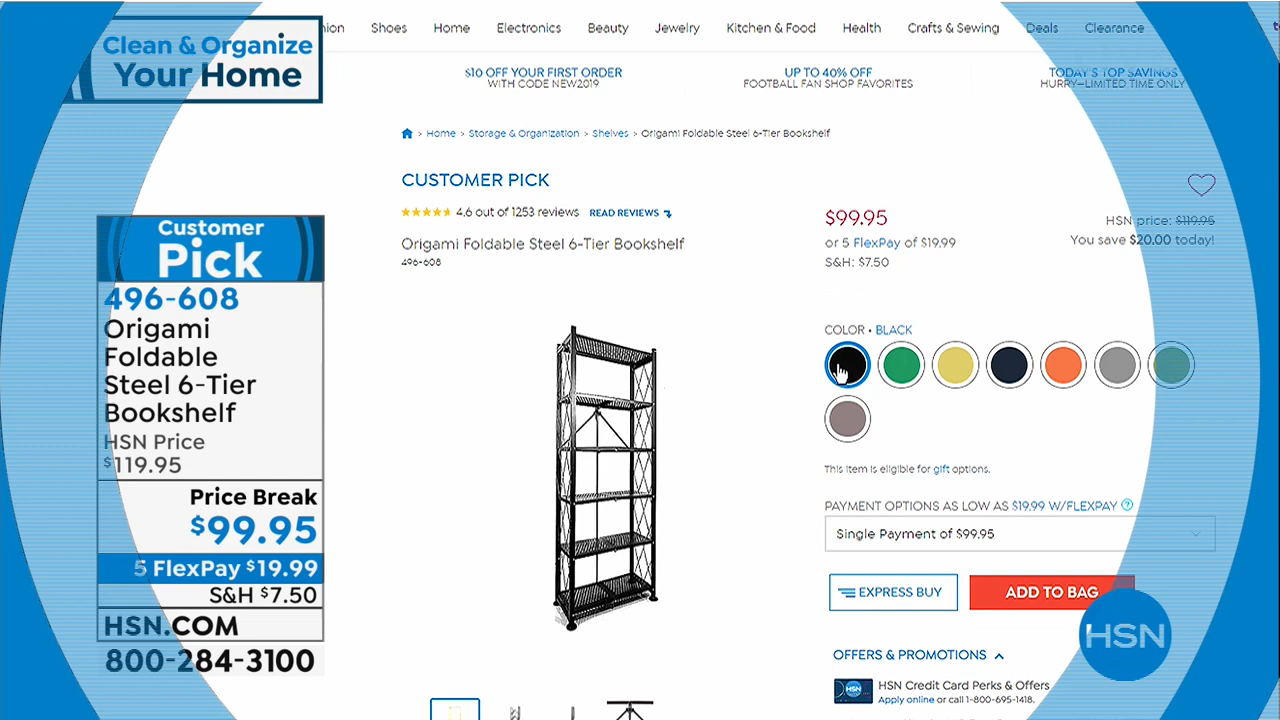 Clean & Organize
Your Home
Shoes
Home
Electronics
Beauty
Jewelry
Kitchen & Food
Health
Crafts & Sewing
Deals
Clearance
$10 OFF YOUR FIRST ORDER
WITH CODE NEW2019
UP TO 40% OFF
FOOTBALL FAN SHOP FAVORITES
TODAY'S TOP SAVINGS
HURRY—LIMITED TIME ONLY
> Home > Storage & Organization > Shelves > Origami Foldable Steel 6-Tier Bookshelf
CUSTOMER PICK
4.6 out of 1253 reviews READ REVIEWS
Origami Foldable Steel 6-Tier Bookshelf
496-608
$99.95
or 5 FlexPay of $19.99
S&H: $7.50
HSN price: $119.95
You save $20.00 today!
COLOR • BLACK
This item is eligible for gift options.
PAYMENT OPTIONS AS LOW AS $19.99 W/FLEXPAY ?
Single Payment of $99.95
EXPRESS BUY
ADD TO BAG
OFFERS & PROMOTIONS
HSN
HSN Credit Card Perks & Offers
Apply online or call 1-800-695-1418.
Customer
Pick
496-608
Origami
Foldable
Steel 6-Tier
Bookshelf
HSN Price
$119.95
Price Break
$99.95
5 FlexPay $19.99
S&H $7.50
HSN.COM
800-284-3100
HSN